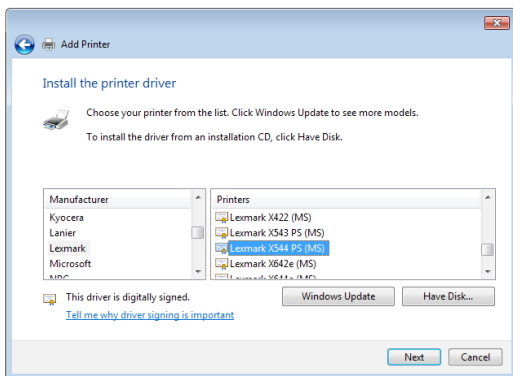 Add Printer
Install the printer driver
Choose your printer from the list. Click Windows Update to see more models.
To install the driver from an installation CD, click Have Disk.
Manufacturer
Kyocera
Lanier
Lexmark
Microsoft
Printers
Lexmark X422 (MS)
Lexmark X543 PS (MS)
Lexmark X544 PS (MS)
Lexmark X642e (MS)
This driver is digitally signed.
Tell me why driver signing is important
Windows Update
Have Disk...
Next
Cancel